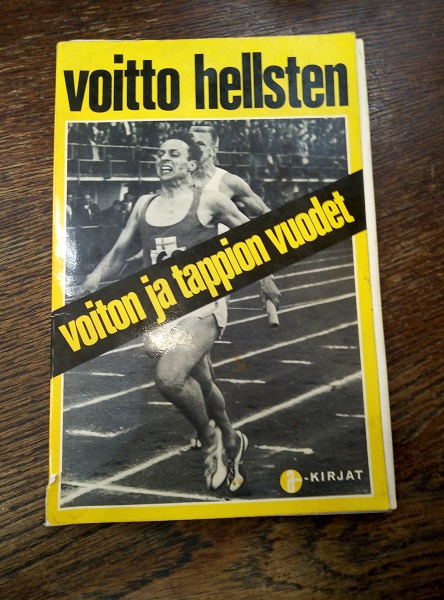 voitto hellsten
voiton ja tappion vuodet
a-KIRJAT